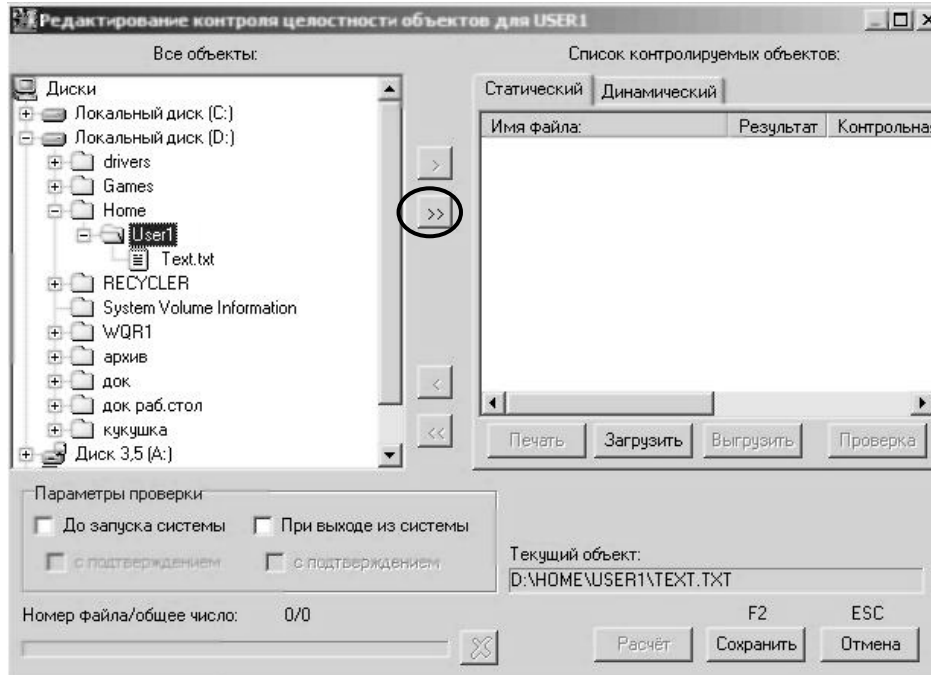 Редактирование контроля целостности объектов для USER1
Все объекты:
Диски
Локальный диск (C:)
Локальный диск (D:)
drivers
Games
Home
User1
Text.txt
RECYCLER
System Volume Information
WQR1
архив
док
док раб.стол
кукушка
Диск 3,5 (A:)
>
>>
<
<<
Список контролируемых объектов:
Статический Динамический
Имя файла: Результат Контрольная
Печать Загрузить Выгрузить Проверка
Параметры проверки
До запуска системы При выходе из системы
с подтверждением с подтверждением
Текущий объект:
D:\HOME\USER1\TEXT.TXT
Номер файла/общее число: 0/0
F2 ESC
Расчёт Сохранить Отмена